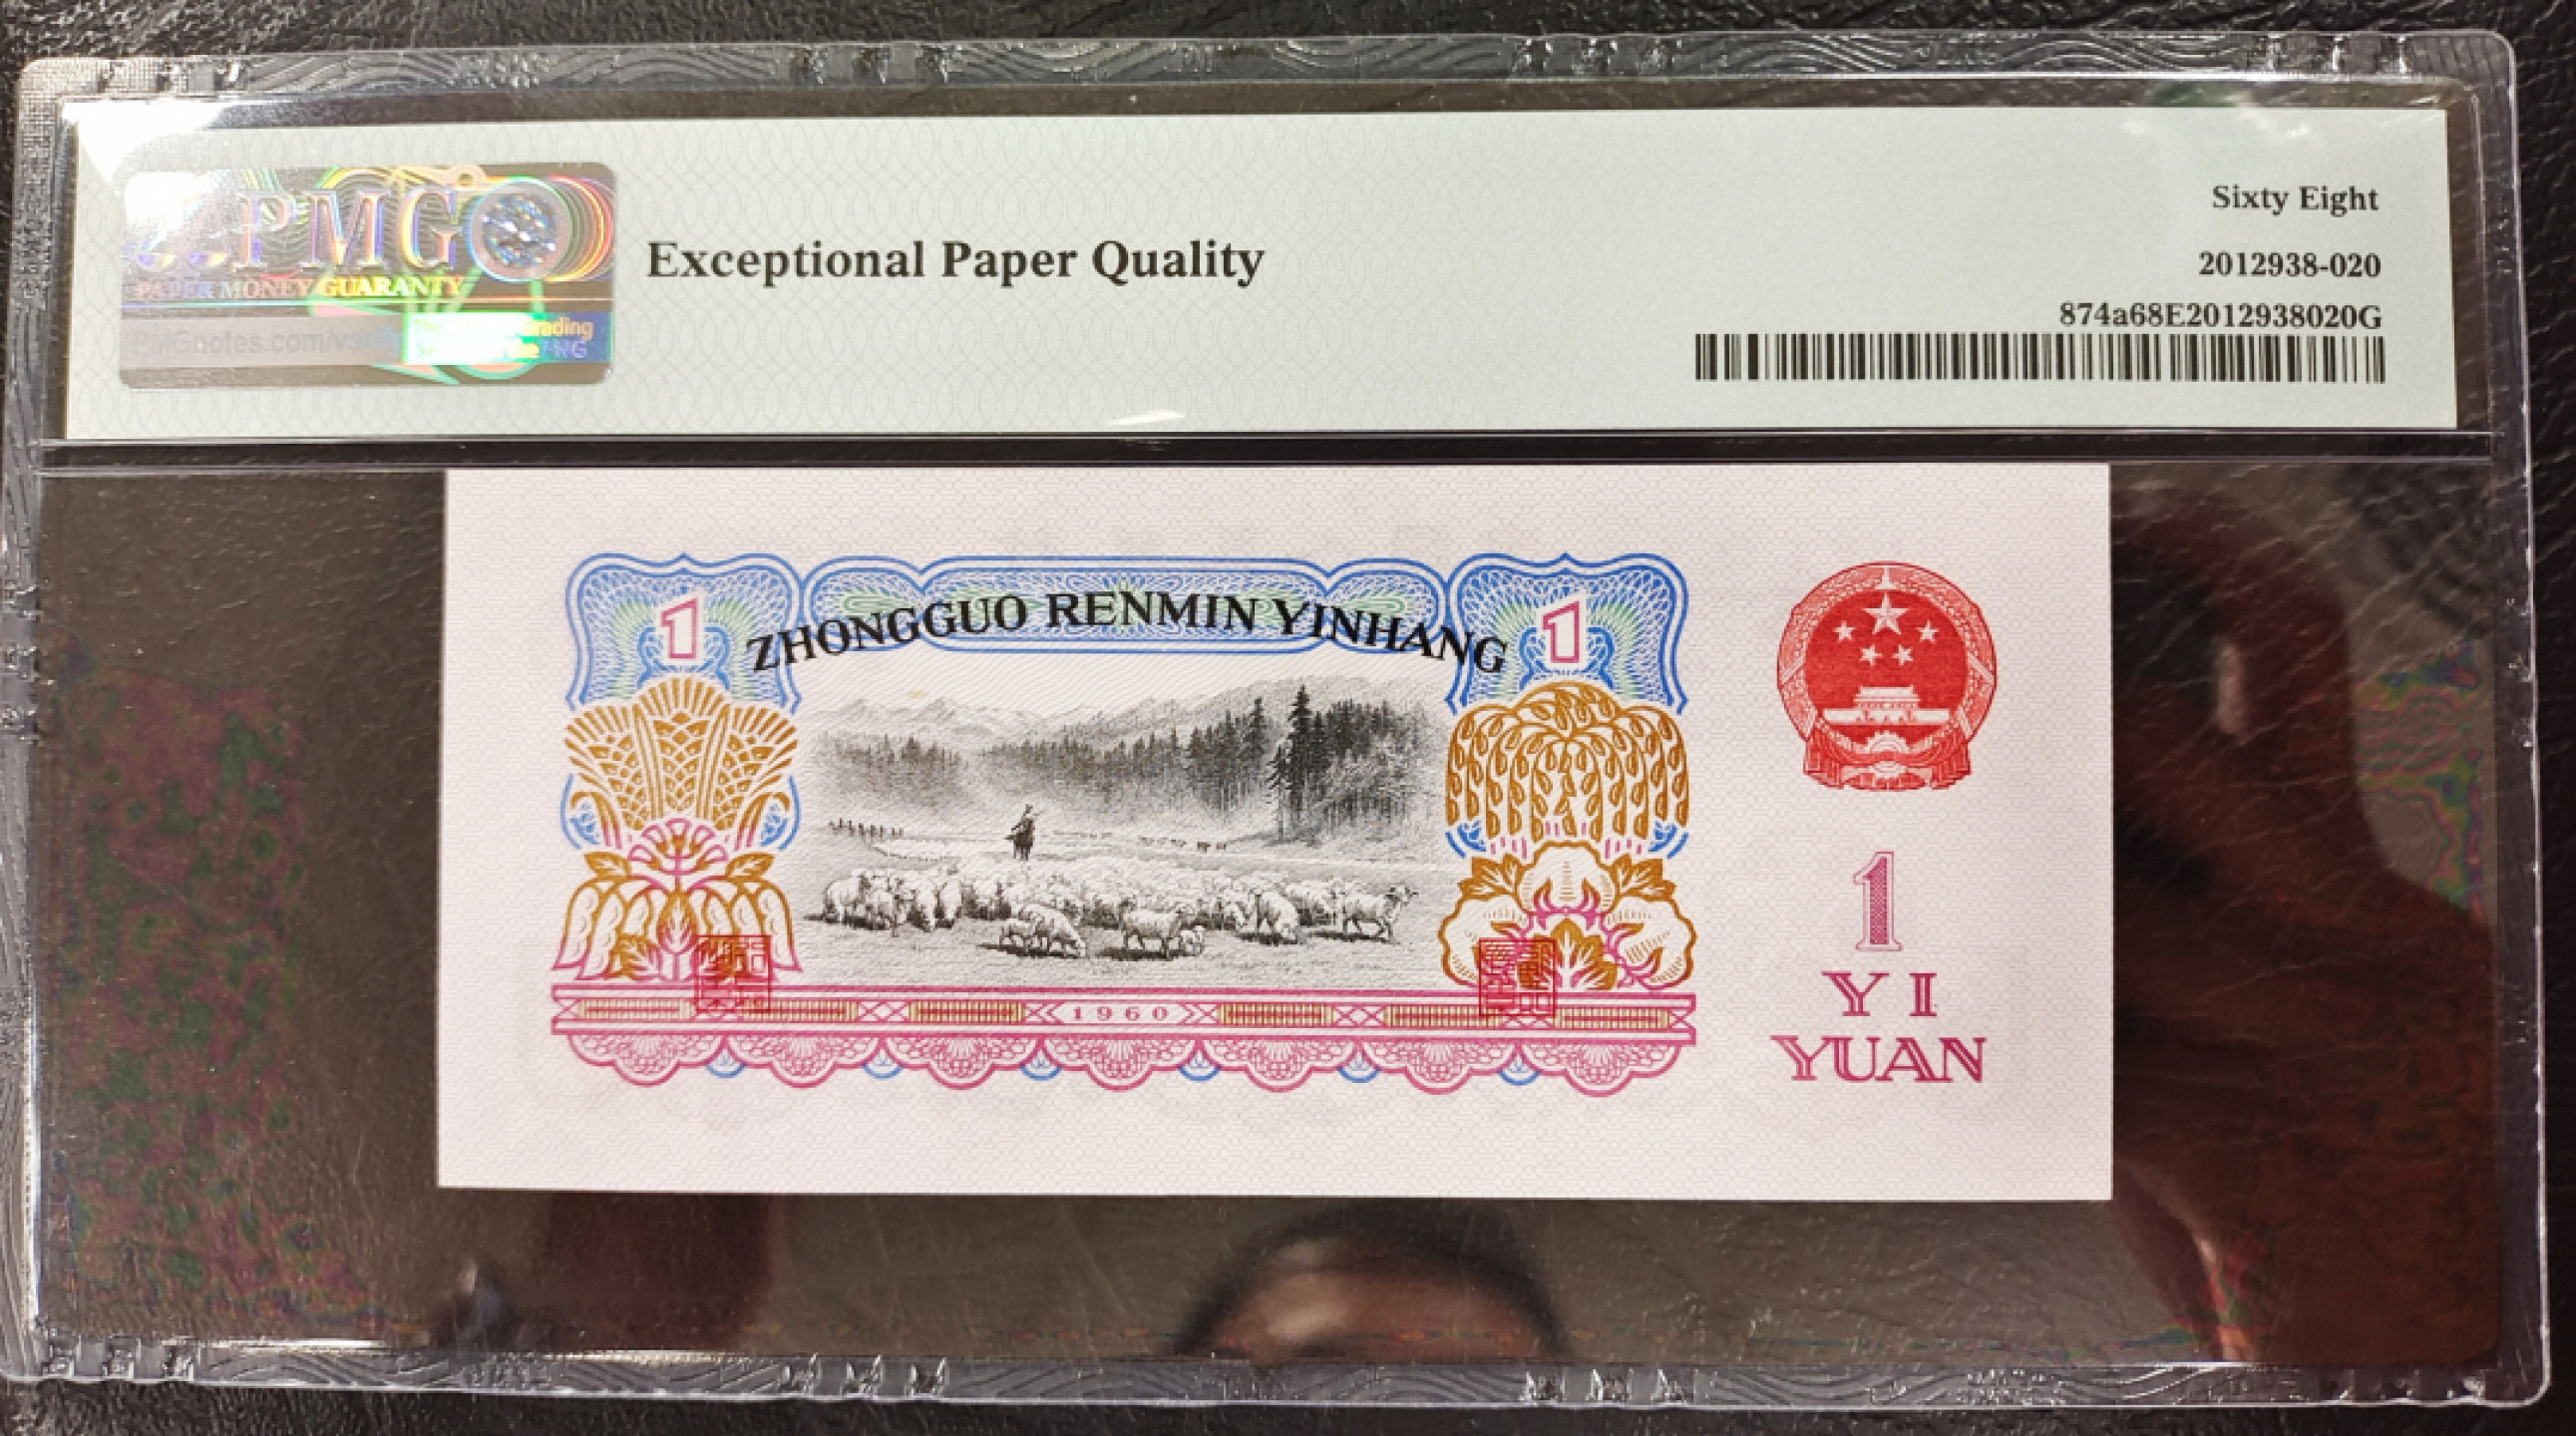 PMG
PAPER MONEY GUARANTY
Exceptional Paper Quality
Sixty Eight
2012938-020
874a68E2012938020G
1
ZHONGGUO RENMIN YINHANG
1
1960
1
YI
YUAN